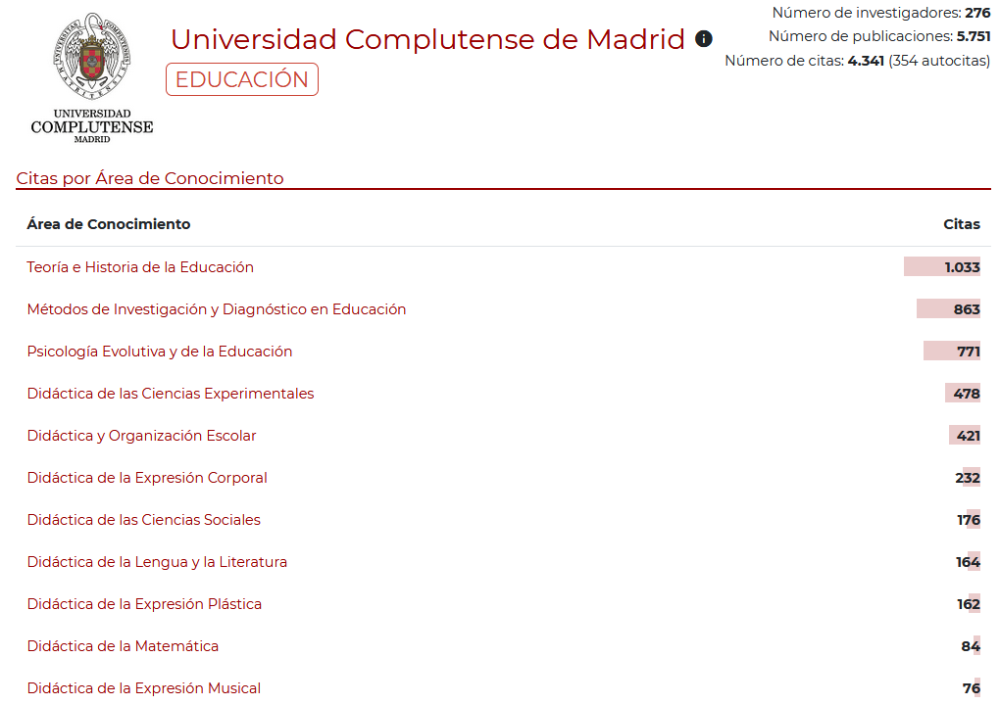 UNIVERSITAS COMPLUTENSIS MATRITENSIS
UNIVERSIDAD
COMPLUTENSE
MADRID
Universidad Complutense de Madrid
EDUCACIÓN
Número de investigadores: 276
Número de publicaciones: 5.751
Número de citas: 4.341 (354 autocitas)
Citas por Área de Conocimiento
Área de Conocimiento Citas
Teoría e Historia de la Educación 1.033
Métodos de Investigación y Diagnóstico en Educación 863
Psicología Evolutiva y de la Educación 771
Didáctica de las Ciencias Experimentales 478
Didáctica y Organización Escolar 421
Didáctica de la Expresión Corporal 232
Didáctica de las Ciencias Sociales 176
Didáctica de la Lengua y la Literatura 164
Didáctica de la Expresión Plástica 162
Didáctica de la Matemática 84
Didáctica de la Expresión Musical 76